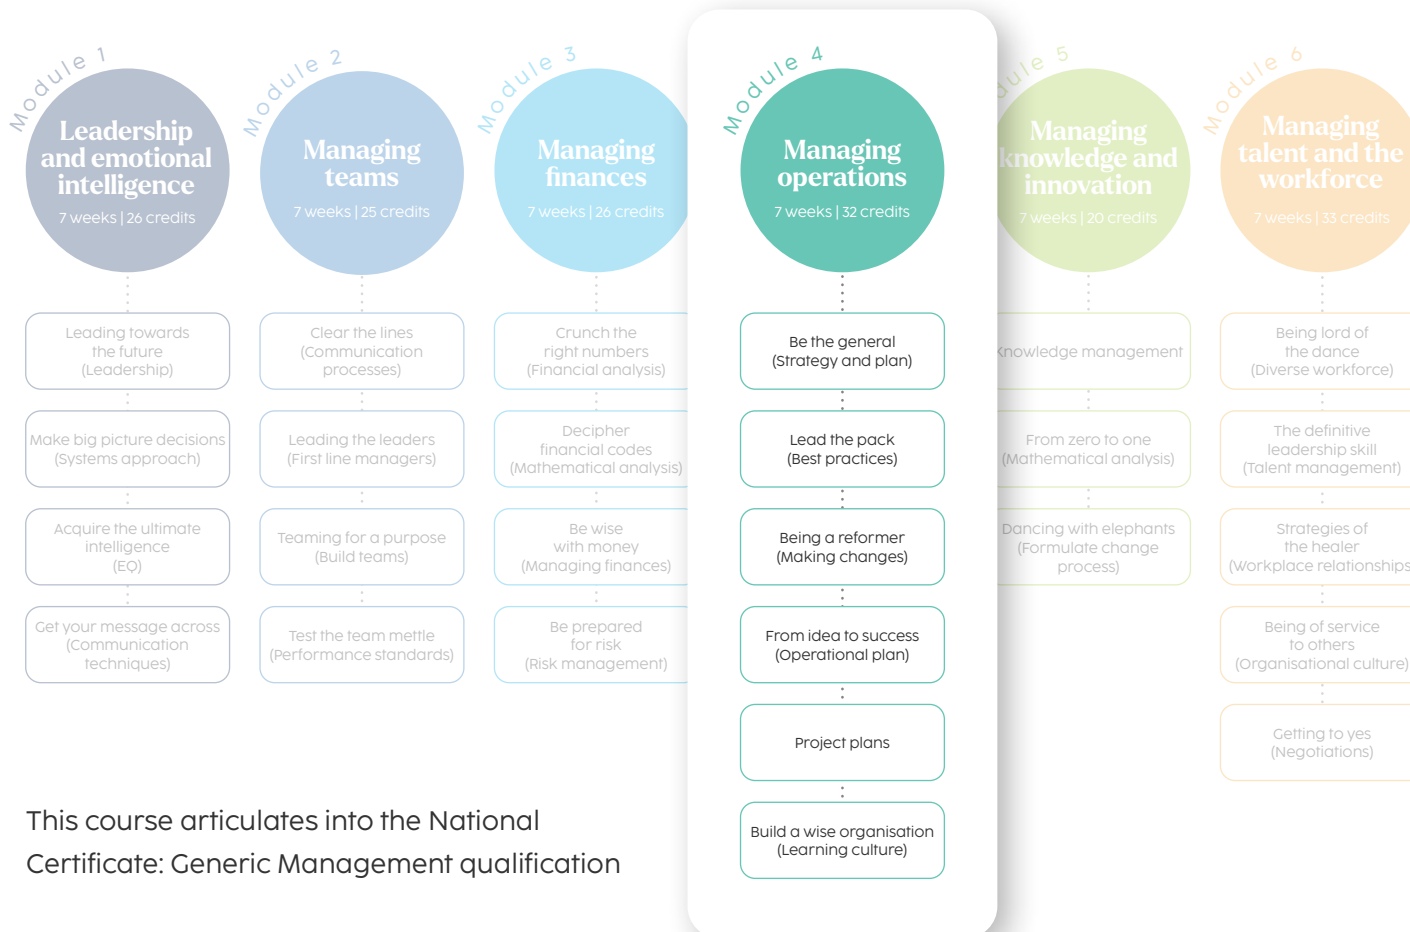 Module 1
Leadership
and emotional
intelligence
7 weeks | 26 credits
Leading towards
the future
(Leadership)
Make big picture decisions
(Systems approach)
Acquire the ultimate
intelligence
(EQ)
Get your message across
(Communication
techniques)
Module 2
Managing
teams
7 weeks | 25 credits
Clear the lines
(Communication
processes)
Leading the leaders
(First line managers)
Teaming for a purpose
(Build teams)
Test the team mettle
(Performance standards)
Module 3
Managing
finances
7 weeks | 26 credits
Crunch the
right numbers
(Financial analysis)
Decipher
financial codes
(Mathematical analysis)
Be wise
with money
(Managing finances)
Be prepared
for risk
(Risk management)
Module 4
Managing
operations
7 weeks | 32 credits
Be the general
(Strategy and plan)
Lead the pack
(Best practices)
Being a reformer
(Making changes)
From idea to success
(Operational plan)
Project plans
Build a wise organisation
(Learning culture)
dule 5
Managing
knowledge and
innovation
7 weeks | 20 credits
Knowledge management
From zero to one
(Mathematical analysis)
Dancing with elephants
(Formulate change
process)
Module 6
Managing
talent and the
workforce
7 weeks | 33 credits
Being lord of
the dance
(Diverse workforce)
The definitive
leadership skill
(Talent management)
Strategies of
the healer
(Workplace relationships
Being of service
to others
(Organisational culture)
Getting to yes
(Negotiations)
This course articulates into the National
Certificate: Generic Management qualification